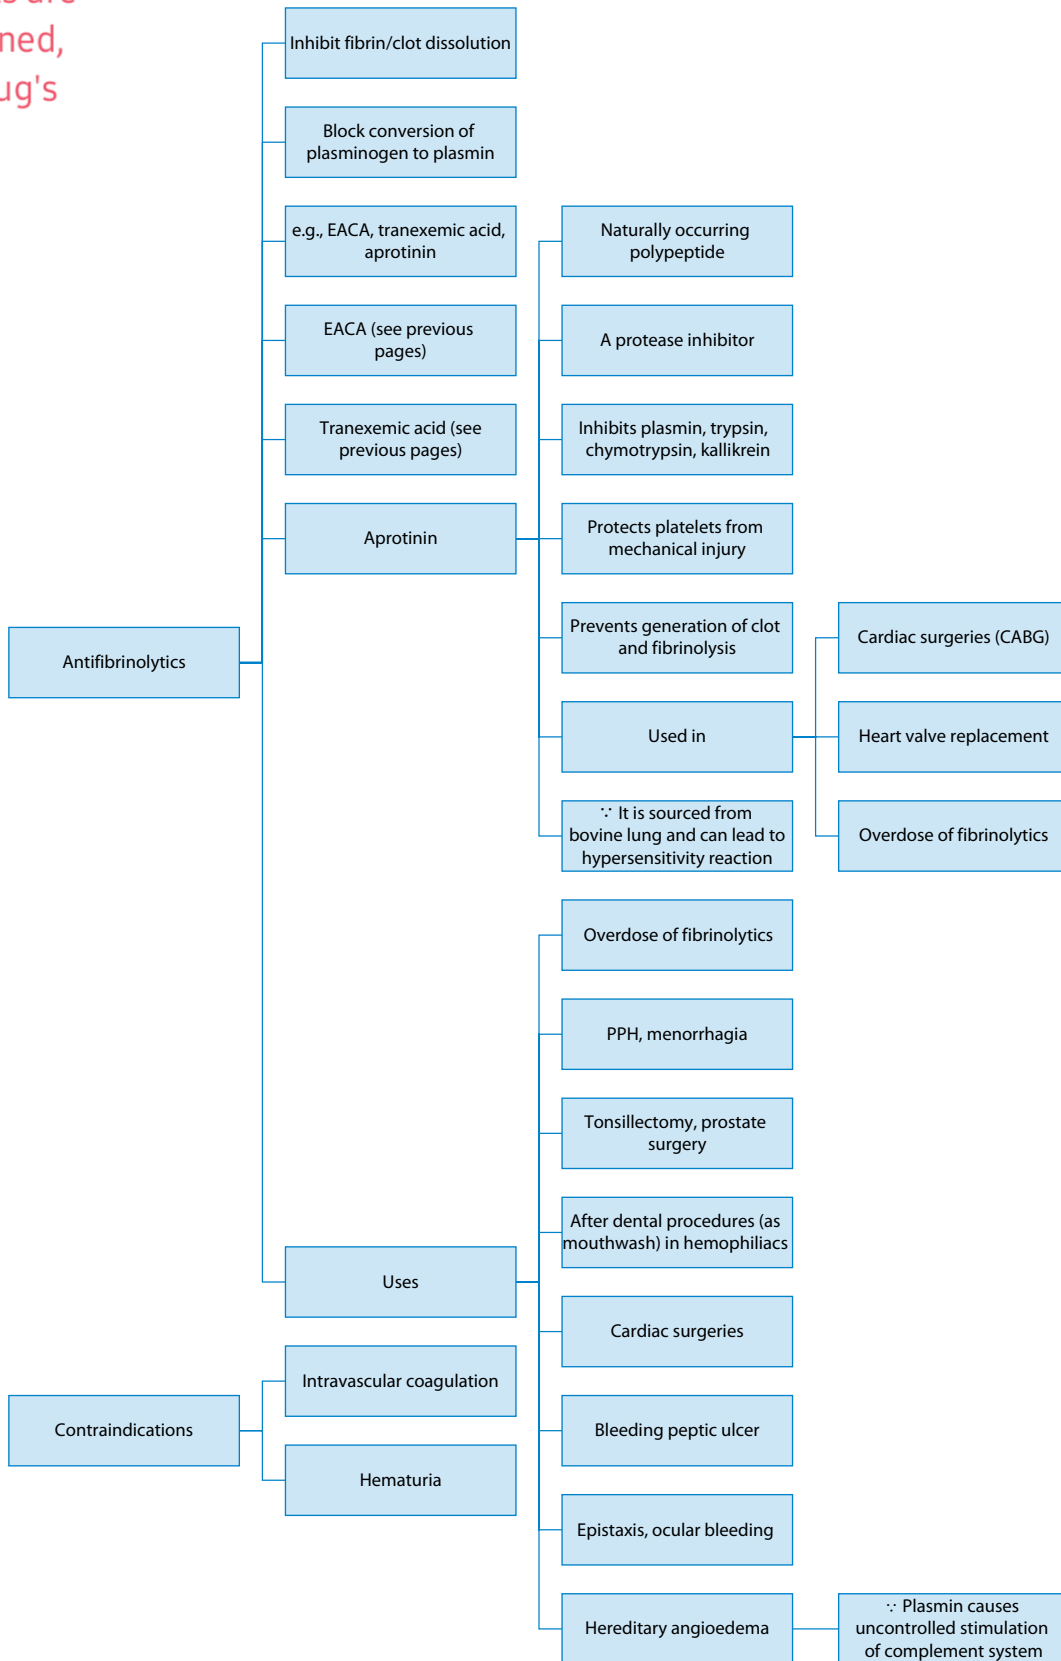 ned,
ug's
Inhibit fibrin/clot dissolution
Block conversion of
plasminogen to plasmin
e.g., EACA, tranexemic acid,
aprotinin
EACA (see previous
pages)
Tranexemic acid (see
previous pages)
Aprotinin
Naturally occurring
polypeptide
A protease inhibitor
Inhibits plasmin, trypsin,
chymotrypsin, kallikrein
Protects platelets from
mechanical injury
Prevents generation of clot
and fibrinolysis
Used in
Cardiac surgeries (CABG)
Heart valve replacement
Overdose of fibrinolytics
∵ It is sourced from
bovine lung and can lead to
hypersensitivity reaction
Antifibrinolytics
Uses
Overdose of fibrinolytics
PPH, menorrhagia
Tonsillectomy, prostate
surgery
After dental procedures (as
mouthwash) in hemophiliacs
Cardiac surgeries
Bleeding peptic ulcer
Epistaxis, ocular bleeding
Hereditary angioedema
∵ Plasmin causes
uncontrolled stimulation
of complement system
Contraindications
Intravascular coagulation
Hematuria